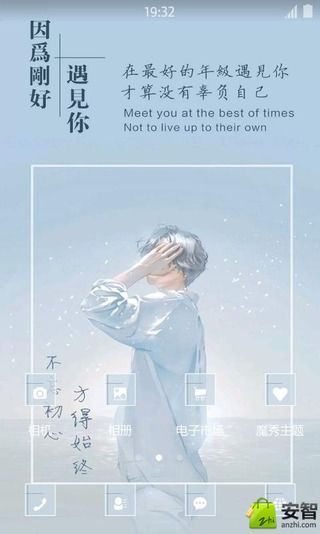 19:32
因爲剛好
遇見你
在最好的年級遇見你
才算没有辜负自己
Meet you at the best of times
Not to live up to their own
不忘初心
方得始终
相机
相册
电子市场
魔秀主题
安智
anzhi.com